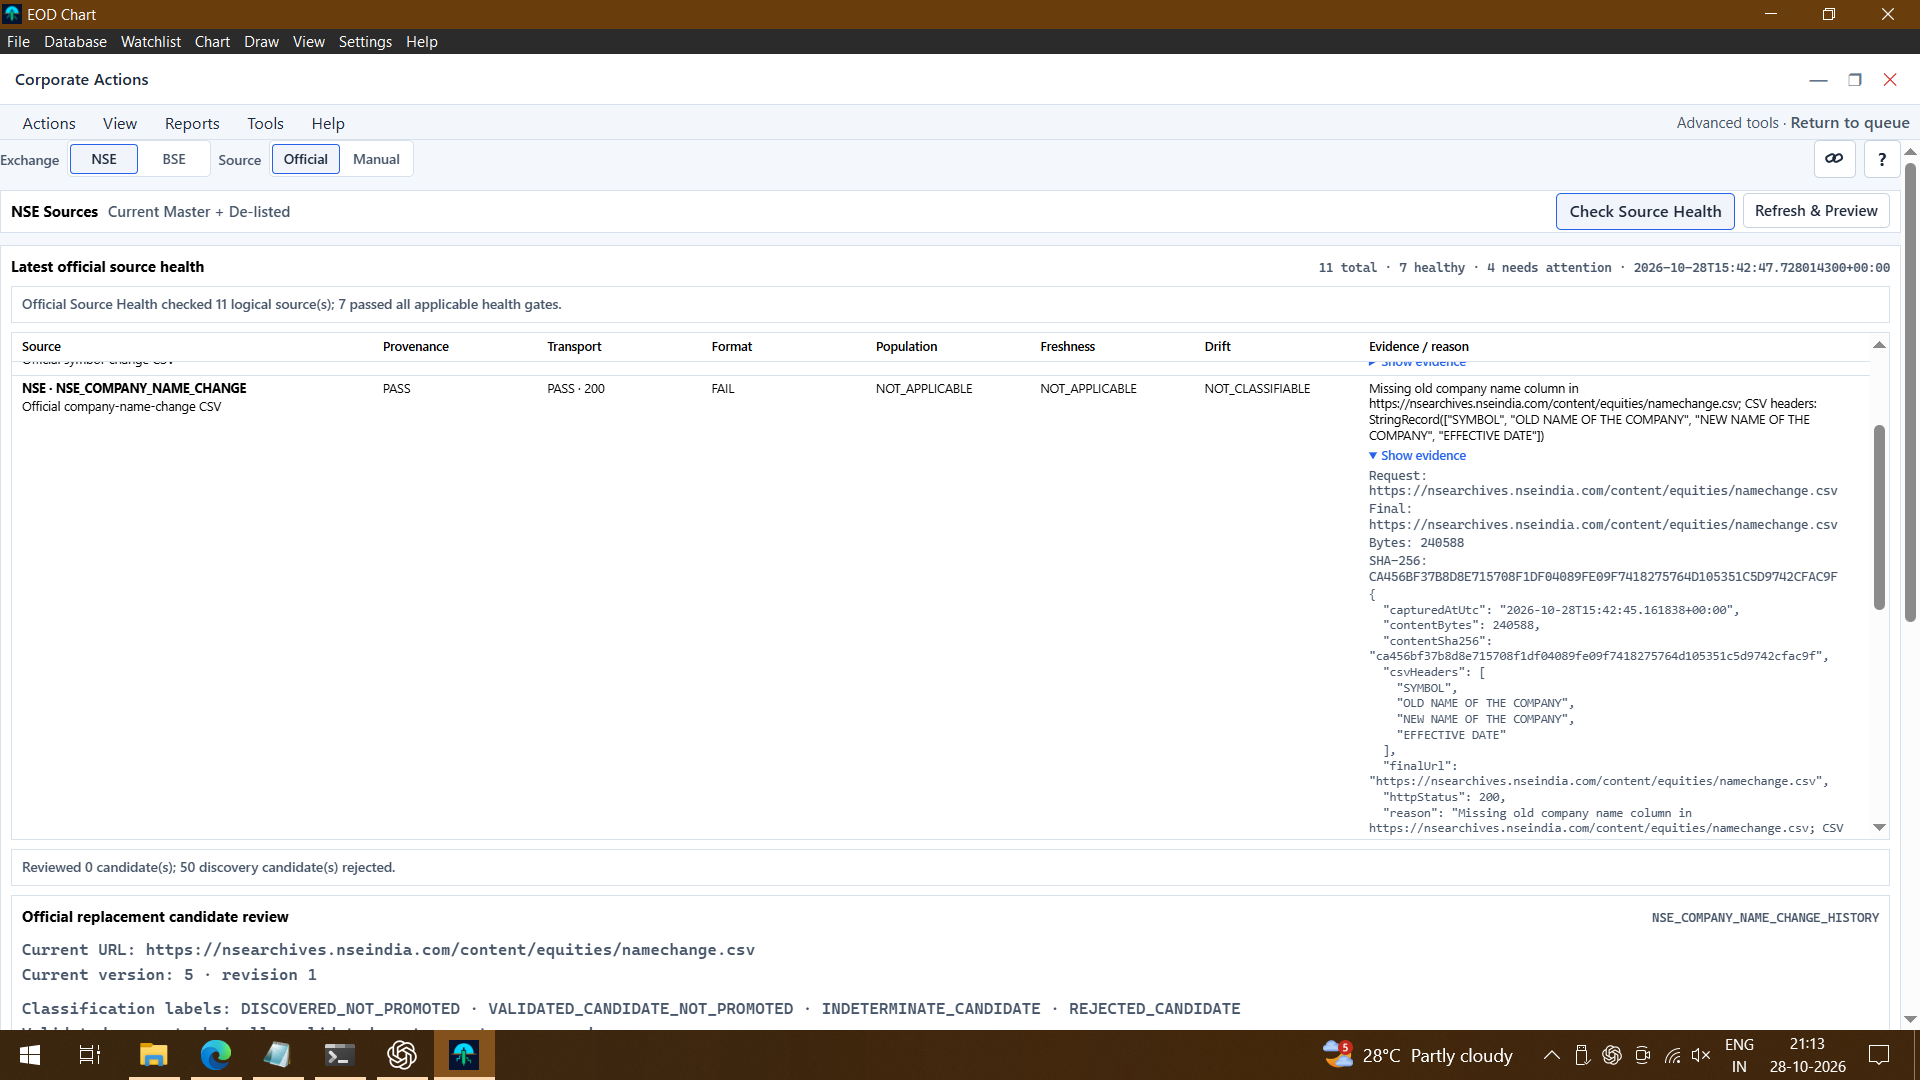 EOD Chart
File Database Watchlist Chart Draw View Settings Help
Corporate Actions
Actions View Reports Tools Help
Advanced tools · Return to queue
Exchange NSE BSE Source Official Manual
?
NSE Sources Current Master + De-listed
Check Source Health Refresh & Preview
Latest official source health
11 total · 7 healthy · 4 needs attention · 2026-10-28T15:42:47.728014300+00:00
Official Source Health checked 11 logical source(s); 7 passed all applicable health gates.
Source Provenance Transport Format Population Freshness Drift Evidence / reason
Official symbol-change CSV
Show evidence
NSE · NSE_COMPANY_NAME_CHANGE PASS PASS · 200 FAIL NOT_APPLICABLE NOT_APPLICABLE NOT_CLASSIFIABLE
Official company-name-change CSV
Missing old company name column in
https://nsearchives.nseindia.com/content/equities/namechange.csv; CSV headers:
StringRecord(["SYMBOL", "OLD NAME OF THE COMPANY", "NEW NAME OF THE
COMPANY", "EFFECTIVE DATE"])
▼ Show evidence
Request:
https://nsearchives.nseindia.com/content/equities/namechange.csv
Final:
https://nsearchives.nseindia.com/content/equities/namechange.csv
Bytes: 240588
SHA-256:
CA456BF37B8D8E715708F1DF04089FE09F7418275764D105351C5D9742CFAC9F
{
"capturedAtUtc": "2026-10-28T15:42:45.161838+00:00",
"contentBytes": 240588,
"contentSha256":
"ca456bf37b8d8e715708f1df04089fe09f7418275764d105351c5d9742cfac9f",
"csvHeaders": [
"SYMBOL",
"OLD NAME OF THE COMPANY",
"NEW NAME OF THE COMPANY",
"EFFECTIVE DATE"
],
"finalUrl":
"https://nsearchives.nseindia.com/content/equities/namechange.csv",
"httpStatus": 200,
"reason": "Missing old company name column in
https://nsearchives.nseindia.com/content/equities/namechange.csv; CSV
Reviewed 0 candidate(s); 50 discovery candidate(s) rejected.
Official replacement candidate review
NSE_COMPANY_NAME_CHANGE_HISTORY
Current URL: https://nsearchives.nseindia.com/content/equities/namechange.csv
Current version: 5 · revision 1
Classification labels: DISCOVERED_NOT_PROMOTED · VALIDATED_CANDIDATE_NOT_PROMOTED · INDETERMINATE_CANDIDATE · REJECTED_CANDIDATE
5
28°C Partly cloudy
ENG
IN
21:13
28-10-2026